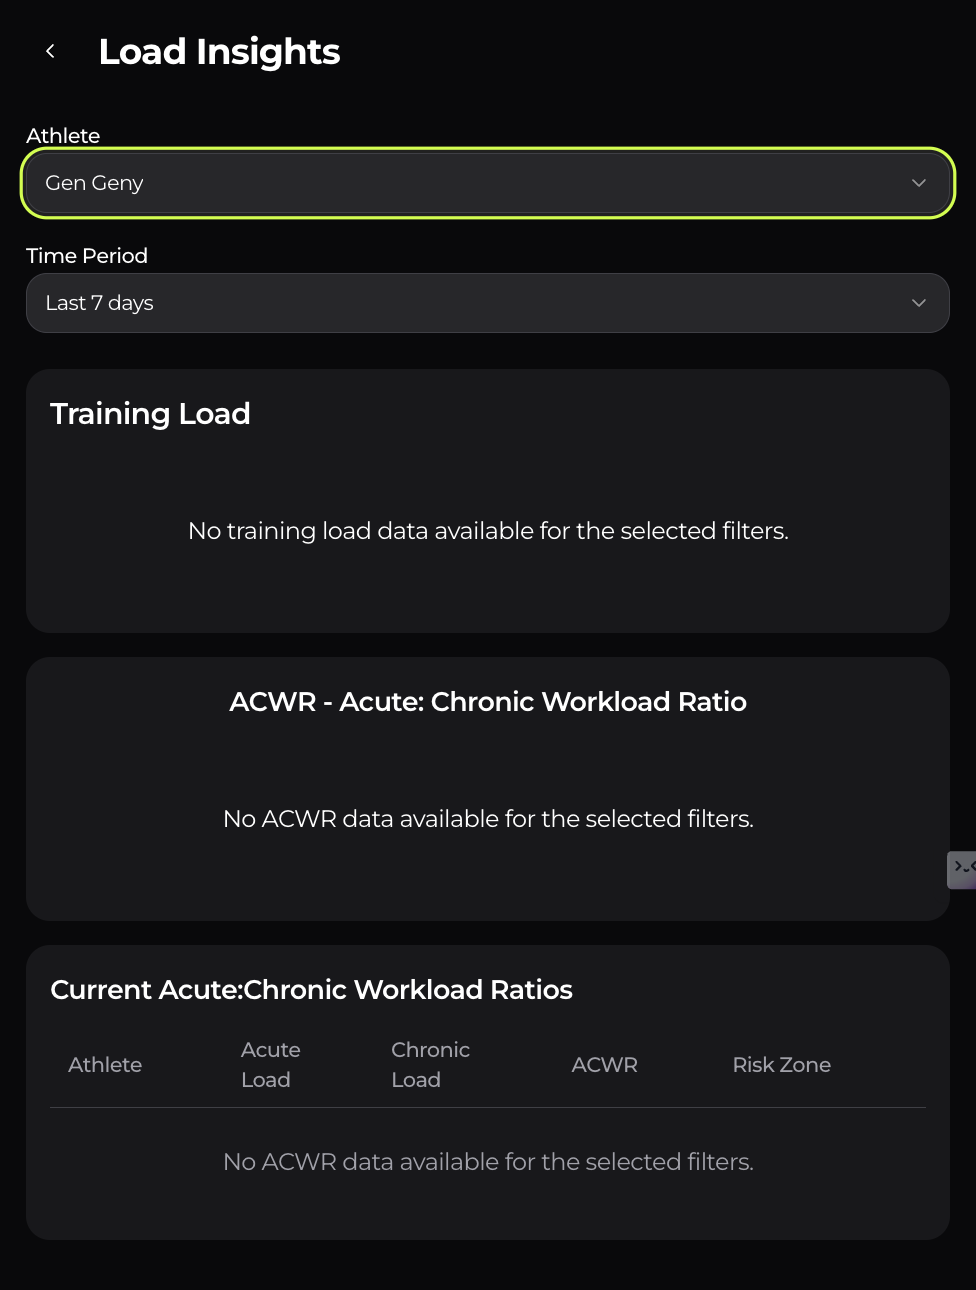 Load Insights
Athlete
Gen Geny
Time Period
Last 7 days
Training Load
No training load data available for the selected filters.
ACWR - Acute: Chronic Workload Ratio
No ACWR data available for the selected filters.
Current Acute:Chronic Workload Ratios
Athlete
Acute
Load
Chronic
Load
ACWR
Risk Zone
No ACWR data available for the selected filters.